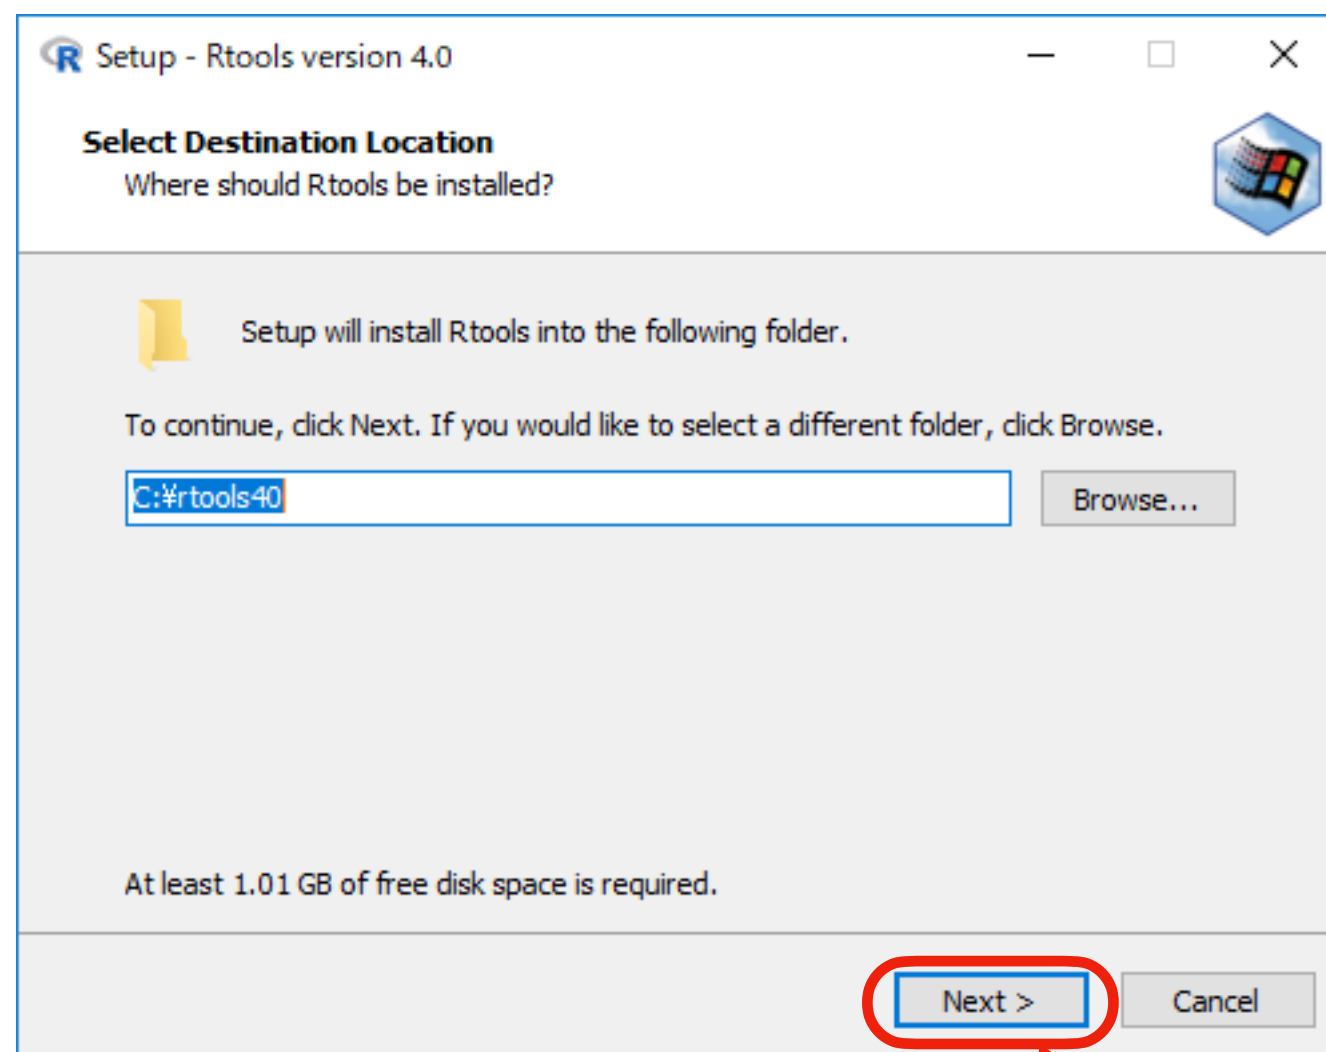 Setup - Rtools version 4.0
Select Destination Location
Where should Rtools be installed?
Setup will install Rtools into the following folder.
To continue, click Next. If you would like to select a different folder, click Browse.
C:¥rtools40
Browse...
At least 1.01 GB of free disk space is required.
Next >
Cancel